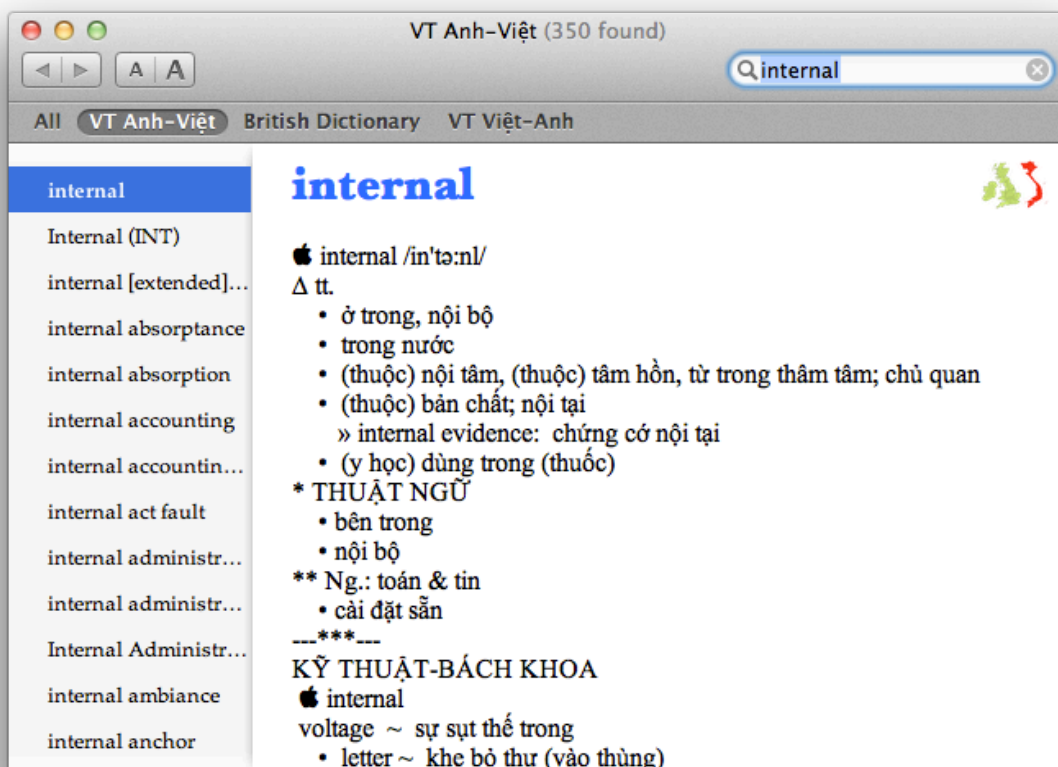 VT Anh-Việt (350 found)
A A
internal
All VT Anh-Việt British Dictionary VT Việt-Anh
internal
Internal (INT)
internal [extended]...
internal absorptance
internal absorption
internal accounting
internal accountin...
internal act fault
internal administr...
internal administr...
Internal Administr...
internal ambiance
internal anchor
internal
internal /in'tə:nl/
Δ tt.
• ở trong, nội bộ
• trong nước
• (thuộc) nội tâm, (thuộc) tâm hồn, từ trong thâm tâm; chủ quan
• (thuộc) bản chất; nội tại
» internal evidence: chứng cớ nội tại
• (y học) dùng trong (thuốc)
* THUẬT NGỮ
• bên trong
• nội bộ
** Ng.: toán & tin
• cài đặt sẵn
---***---
KỸ THUẬT-BÁCH KHOA
internal
voltage ~ sự sụt thế trong
• letter ~ khe bỏ thư (vào thùng)